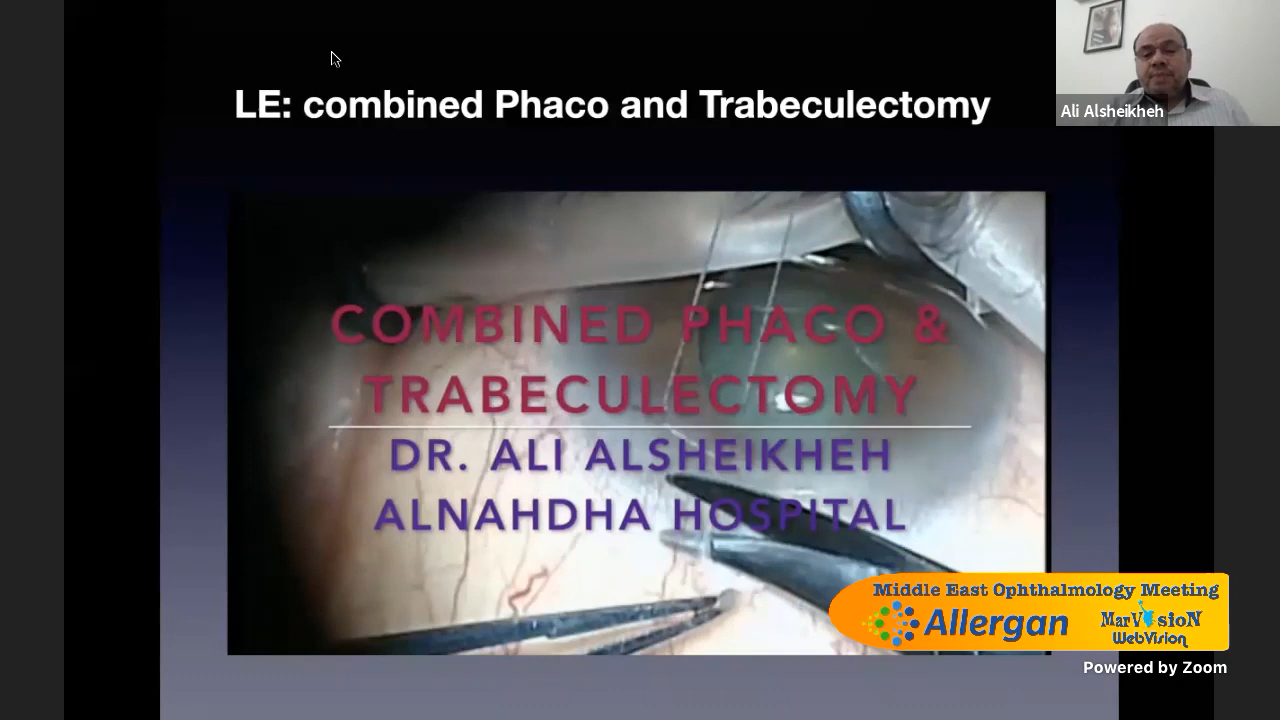 LE: combined Phaco and Trabeculectomy
Ali Alsheikheh
COMBINED PHACO &
TRABECULECTOMY
DR. ALI ALSHEIKHEH
ALNAHDHA HOSPITAL
Middle East Ophthalmology Meeting
Allergan
MarVisioN
WebVision
Powered by Zoom